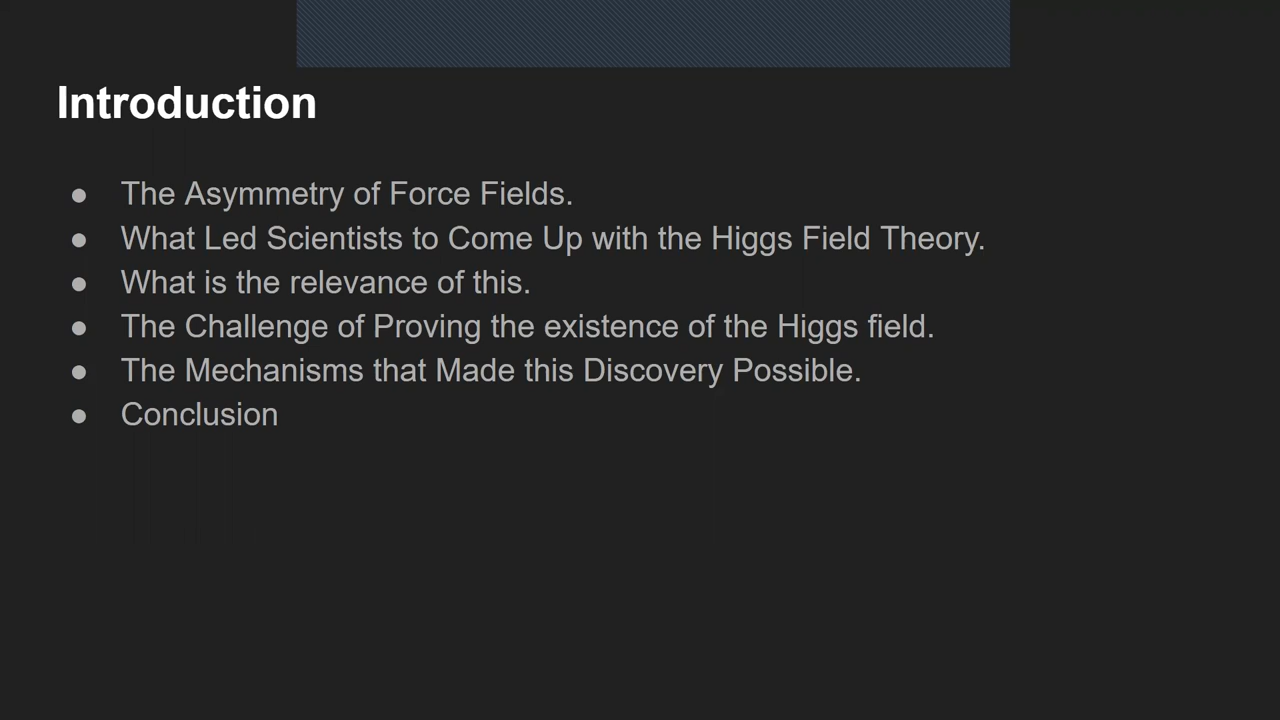 Introduction
● The Asymmetry of Force Fields.
● What Led Scientists to Come Up with the Higgs Field Theory.
● What is the relevance of this.
● The Challenge of Proving the existence of the Higgs field.
● The Mechanisms that Made this Discovery Possible.
● Conclusion